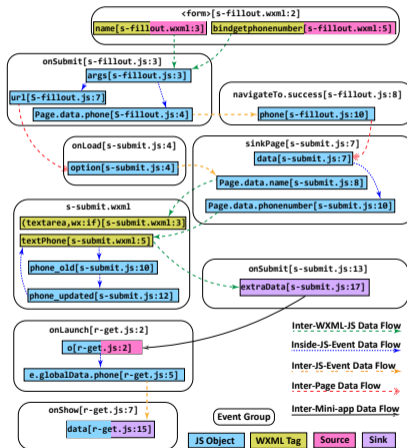 <form>[s-fillout.wxml:2]
name[s-fillout.wxml:3]
bindgetphonenumber[s-fillout.wxml:5]
onSubmit[s-fillout.js:3]
args[s-fillout.js:3]
url[s-fillout.js:7]
Page.data.phone[s-fillout.js:4]
navigateTo.success[s-fillout.js:8]
phone[s-fillout.js:10]
onLoad[s-submit.js:4]
option[s-submit.js:4]
sinkPage[s-submit.js:7]
data[s-submit.js:7]
Page.data.name[s-submit.js:8]
Page.data.phonenumber[s-submit.js:10]
s-submit.wxml
(textarea,wx:if)[s-submit.wxml:3]
textPhone[s-submit.wxml:5]
phone_old[s-submit.js:10]
phone_updated[s-submit.js:12]
onSubmit[s-submit.js:13]
extraData[s-submit.js:17]
onLaunch[r-get.js:2]
o[r-get.js:2]
e.globalData.phone[r-get.js:5]
onShow[r-get.js:7]
data[r-get.js:15]
Inter-WXML-JS Data Flow
Inside-JS-Event Data Flow
Inter-JS-Event Data Flow
Inter-Page Data Flow
Inter-Mini-app Data Flow
Event Group
JS Object
WXML Tag
Source
Sink